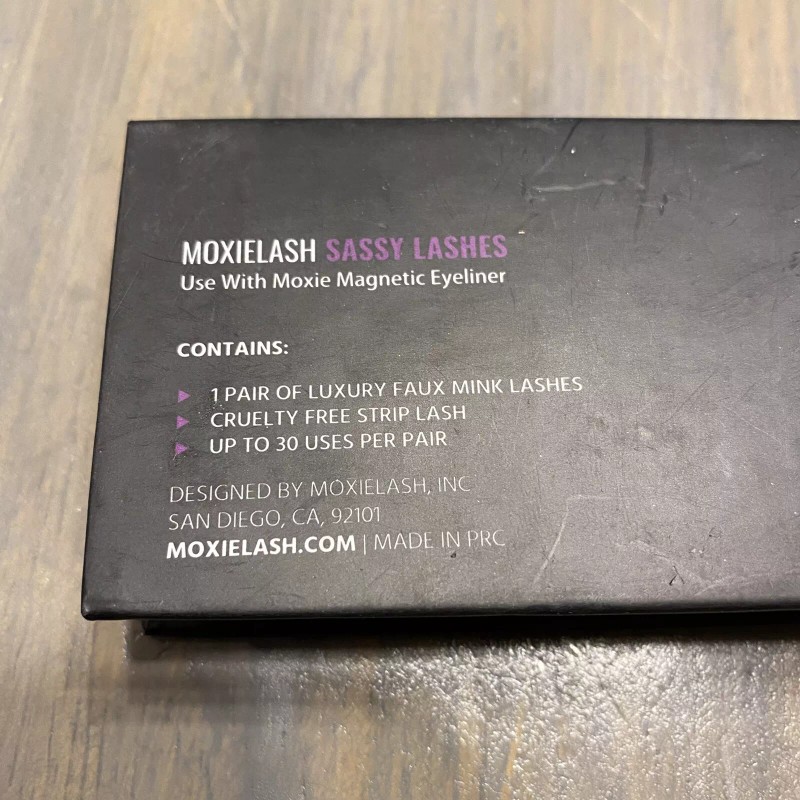 MOXIELASH SASSY LASHES
Use With Moxie Magnetic Eyeliner
CONTAINS:
1 PAIR OF LUXURY FAUX MINK LASHES
CRUELTY FREE STRIP LASH
UP TO 30 USES PER PAIR
DESIGNED BY MOXIELASH, INC
SAN DIEGO, CA, 92101
MOXIELASH.COM | MADE IN PRC